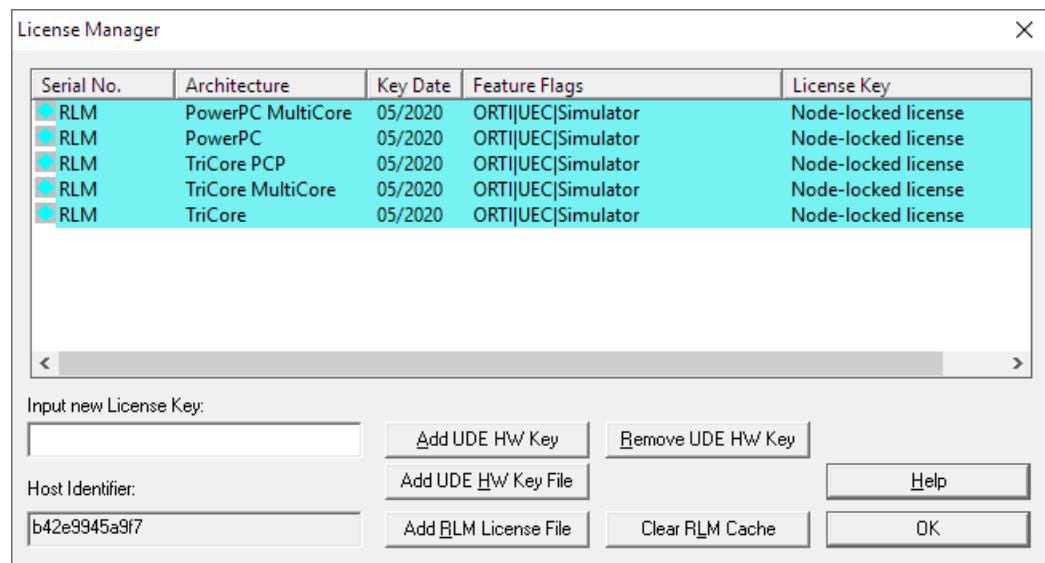 License Manager
Serial No. Architecture Key Date Feature Flags License Key
RLM PowerPC MultiCore 05/2020 ORTI|UEC|Simulator Node-locked license
RLM PowerPC 05/2020 ORTI|UEC|Simulator Node-locked license
RLM TriCore PCP 05/2020 ORTI|UEC|Simulator Node-locked license
RLM TriCore MultiCore 05/2020 ORTI|UEC|Simulator Node-locked license
RLM TriCore 05/2020 ORTI|UEC|Simulator Node-locked license
Input new License Key:
Add UDE HW Key Remove UDE HW Key
Host Identifier: Add UDE HW Key File Help
b42e9945a9f7 Add RLM License File Clear RLM Cache OK